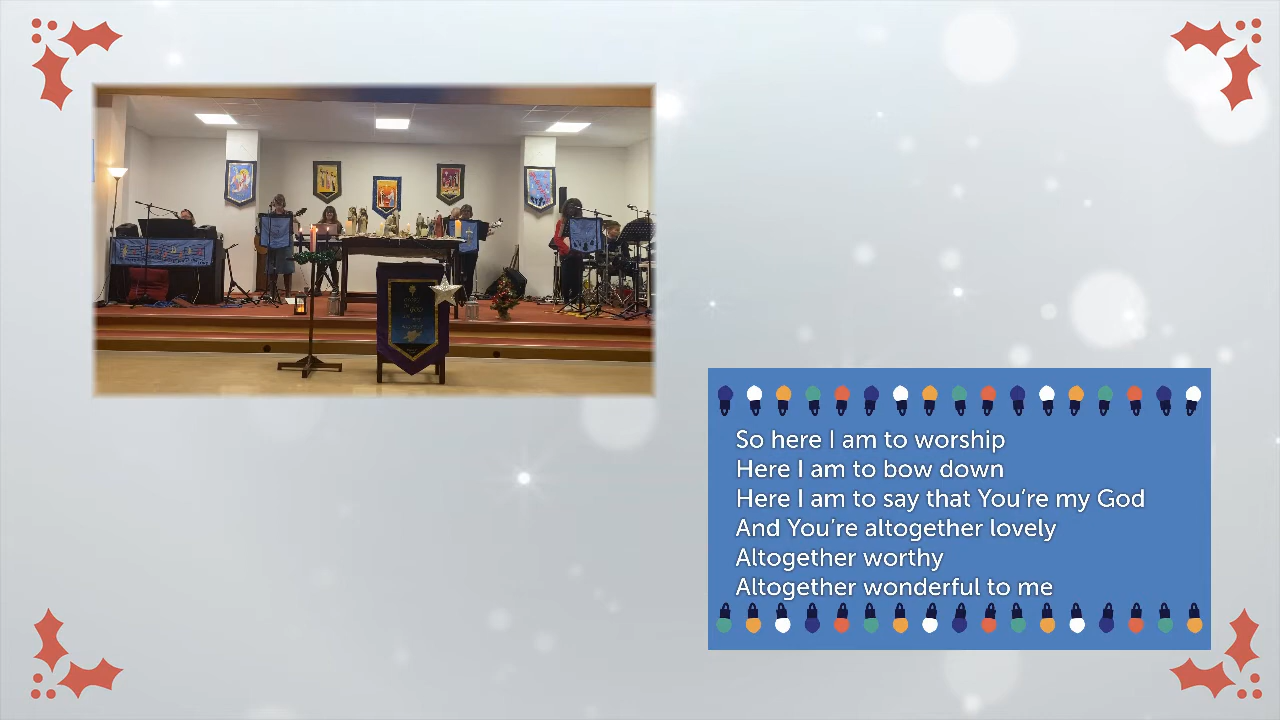 So here I am to worship
Here I am to bow down
Here I am to say that You're my God
And You're altogether lovely
Altogether worthy
Altogether wonderful to me